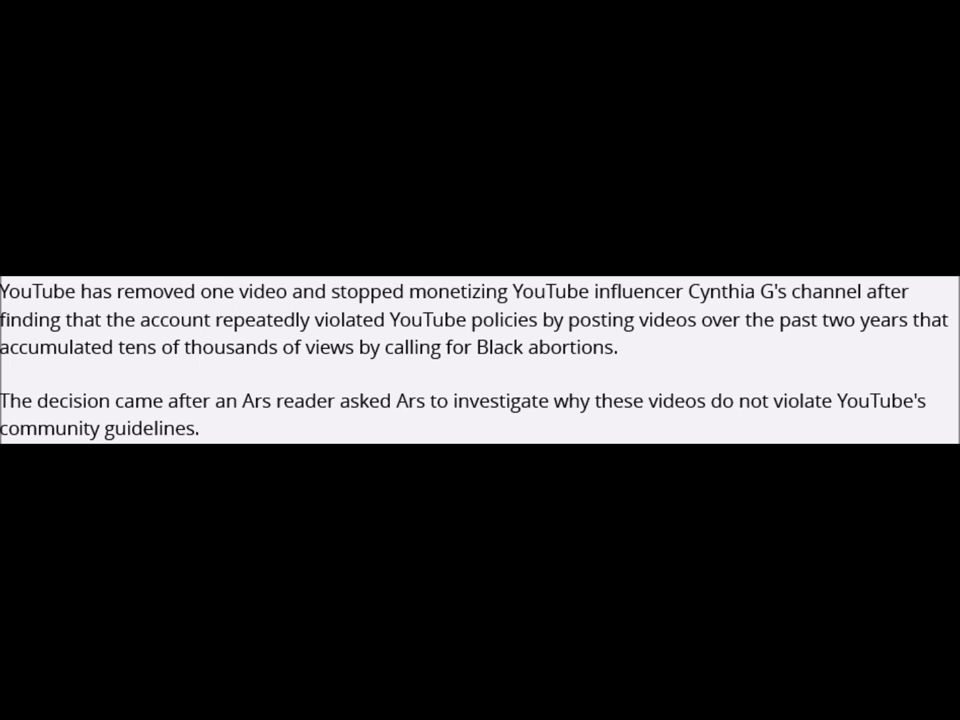 YouTube has removed one video and stopped monetizing YouTube influencer Cynthia G's channel after
finding that the account repeatedly violated YouTube policies by posting videos over the past two years that
accumulated tens of thousands of views by calling for Black abortions.
The decision came after an Ars reader asked Ars to investigate why these videos do not violate YouTube's
community guidelines.